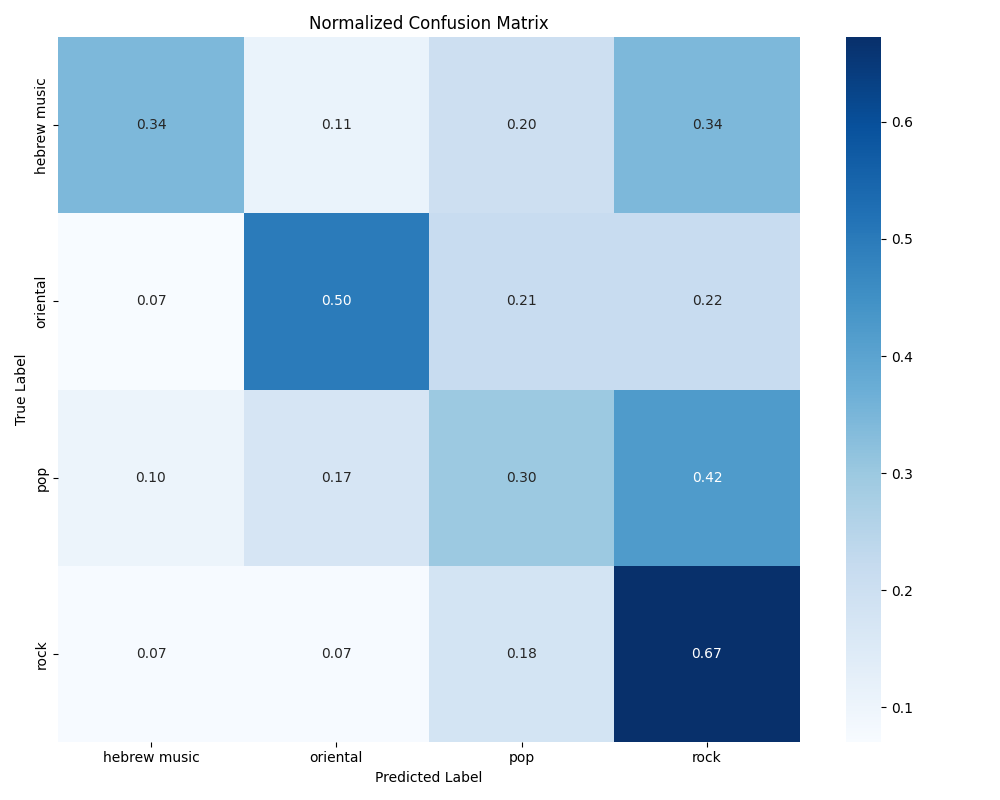 Normalized Confusion Matrix
True Label
hebrew music
0.34 0.11 0.20 0.34
oriental
0.07 0.50 0.21 0.22
pop
0.10 0.17 0.30 0.42
rock
0.07 0.07 0.18 0.67
hebrew music oriental pop rock
Predicted Label
0.6
0.5
0.4
0.3
0.2
0.1